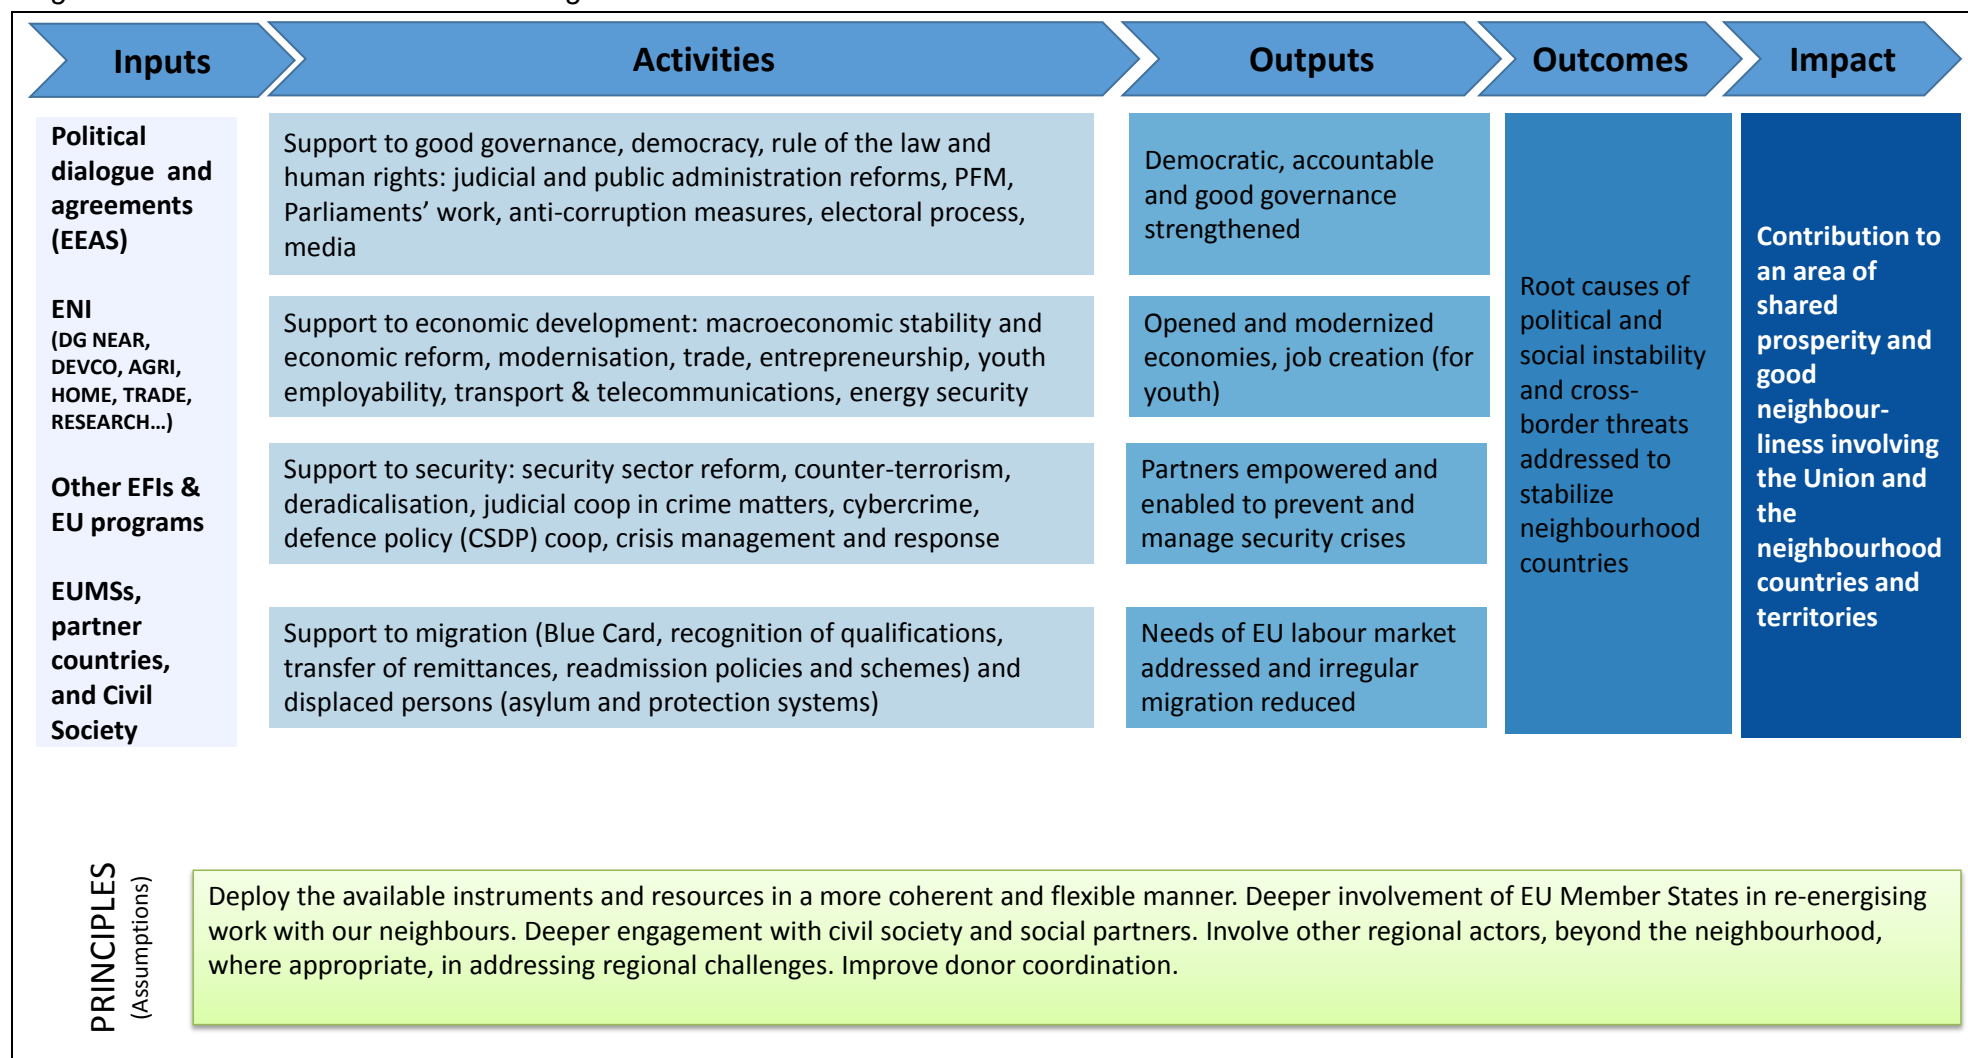 Inputs
Activities
Outputs
Outcomes
Impact
Political
dialogue and
agreements
(EEAS)
ENI
(DG NEAR,
DEVCO, AGRI,
HOME, TRADE,
RESEARCH…)
Other EFIs &
EU programs
EUMSs,
partner
countries,
and Civil
Society
Support to good governance, democracy, rule of the law and
human rights: judicial and public administration reforms, PFM,
Parliaments’ work, anti-corruption measures, electoral process,
media
Support to economic development: macroeconomic stability and
economic reform, modernisation, trade, entrepreneurship, youth
employability, transport & telecommunications, energy security
Support to security: security sector reform, counter-terrorism,
deradicalisation, judicial coop in crime matters, cybercrime,
defence policy (CSDP) coop, crisis management and response
Support to migration (Blue Card, recognition of qualifications,
transfer of remittances, readmission policies and schemes) and
displaced persons (asylum and protection systems)
Democratic, accountable
and good governance
strengthened
Opened and modernized
economies, job creation (for
youth)
Partners empowered and
enabled to prevent and
manage security crises
Needs of EU labour market
addressed and irregular
migration reduced
Root causes of
political and
social instability
and cross-
border threats
addressed to
stabilize
neighbourhood
countries
Contribution to
an area of
shared
prosperity and
good
neighbour-
liness involving
the Union and
the
neighbourhood
countries and
territories
PRINCIPLES
(Assumptions)
Deploy the available instruments and resources in a more coherent and flexible manner. Deeper involvement of EU Member States in re-energising
work with our neighbours. Deeper engagement with civil society and social partners. Involve other regional actors, beyond the neighbourhood,
where appropriate, in addressing regional challenges. Improve donor coordination.